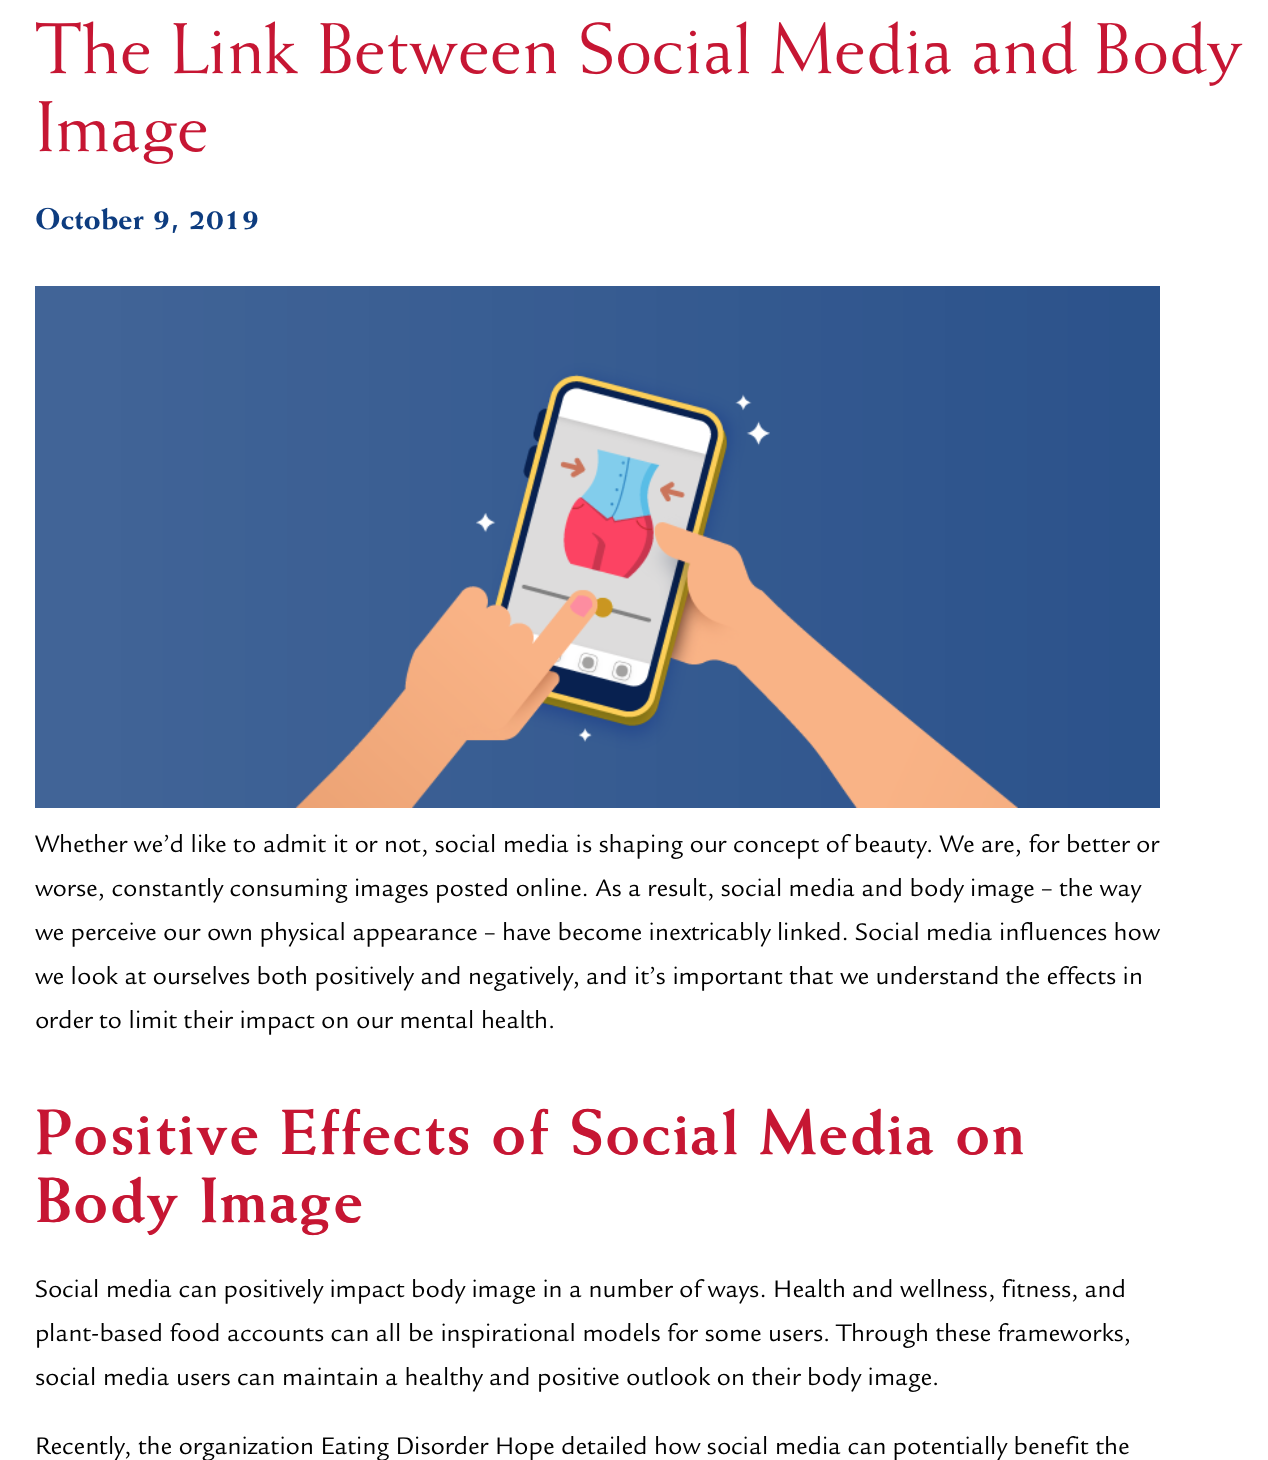 The Link Between Social Media and Body
Image
October 9, 2019
Whether we’d like to admit it or not, social media is shaping our concept of beauty. We are, for better or
worse, constantly consuming images posted online. As a result, social media and body image – the way
we perceive our own physical appearance – have become inextricably linked. Social media influences how
we look at ourselves both positively and negatively, and it’s important that we understand the effects in
order to limit their impact on our mental health.
Positive Effects of Social Media on
Body Image
Social media can positively impact body image in a number of ways. Health and wellness, fitness, and
plant-based food accounts can all be inspirational models for some users. Through these frameworks,
social media users can maintain a healthy and positive outlook on their body image.
Recently, the organization Eating Disorder Hope detailed how social media can potentially benefit the